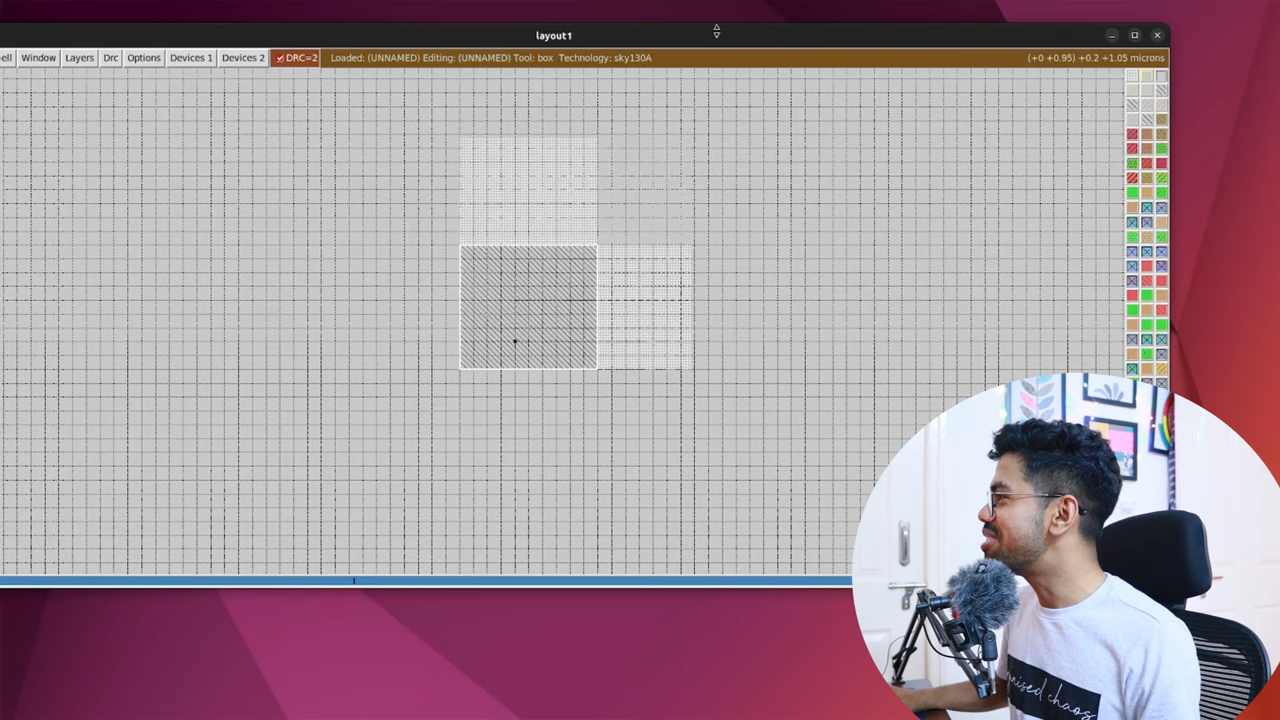 layout1
ell Window Layers Drc Options Devices 1 Devices 2 DRC=2 Loaded: (UNNAMED) Editing: (UNNAMED) Tool: box Technology: sky130A (+0 +0.95) +0.2 +1.05 microns
chaos